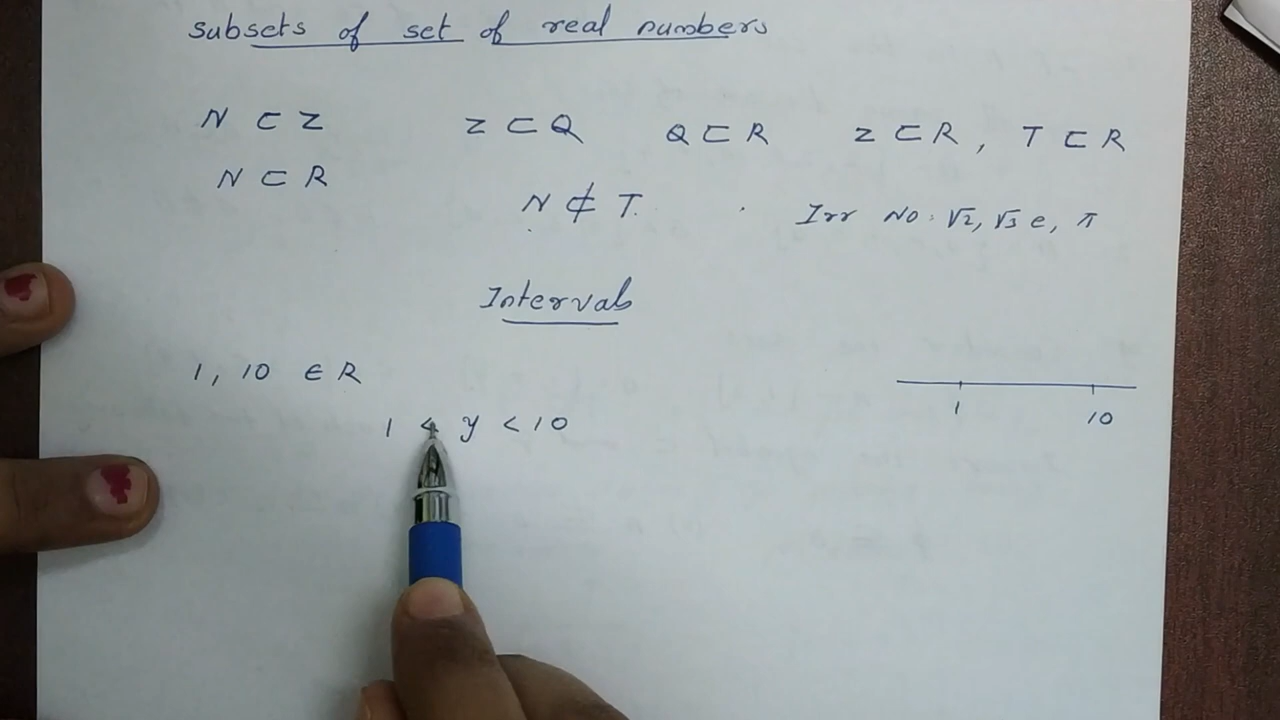 Subsets of set of real numbers
N ⊂ Z Z ⊂ Q Q ⊂ R Z ⊂ R, T ⊂ R
N ⊂ R N ⊄ T. Irr No: √2, √3 e, π
Intervals
1, 10 ∈ R
1 < y < 10
1 10